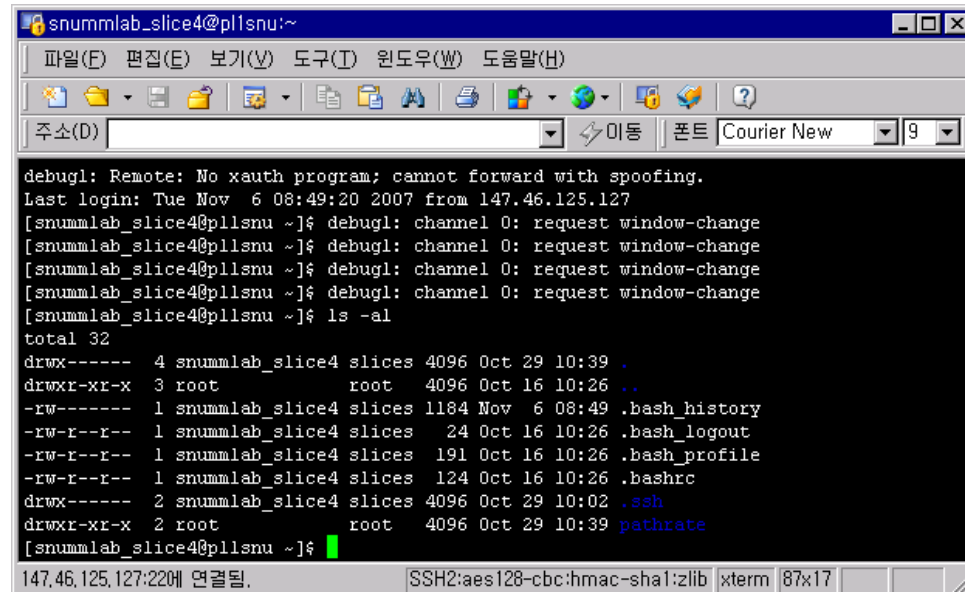 snummlab_slice4@pl1snu:~
파일(F) 편집(E) 보기(V) 도구(T) 윈도우(W) 도움말(H)
주소(D) 이동 폰트 Courier New 9
debug1: Remote: No xauth program; cannot forward with spoofing.
Last login: Tue Nov  6 08:49:20 2007 from 147.46.125.127
[snummlab_slice4@pl1snu ~]$ debug1: channel 0: request window-change
[snummlab_slice4@pl1snu ~]$ debug1: channel 0: request window-change
[snummlab_slice4@pl1snu ~]$ debug1: channel 0: request window-change
[snummlab_slice4@pl1snu ~]$ debug1: channel 0: request window-change
[snummlab_slice4@pl1snu ~]$ ls -al
total 32
drwx------  4 snummlab_slice4 slices 4096 Oct 29 10:39 .
drwxr-xr-x  3 root            root   4096 Oct 16 10:26 ..
-rw-------  1 snummlab_slice4 slices 1184 Nov  6 08:49 .bash_history
-rw-r--r--  1 snummlab_slice4 slices   24 Oct 16 10:26 .bash_logout
-rw-r--r--  1 snummlab_slice4 slices  191 Oct 16 10:26 .bash_profile
-rw-r--r--  1 snummlab_slice4 slices  124 Oct 16 10:26 .bashrc
drwx------  2 snummlab_slice4 slices 4096 Oct 29 10:02 .ssh
drwxr-xr-x  2 root            root   4096 Oct 29 10:39 pathrate
[snummlab_slice4@pl1snu ~]$
147.46.125.127:22에 연결됨. SSH2:aes128-cbc:hmac-sha1:zlib xterm 87x17